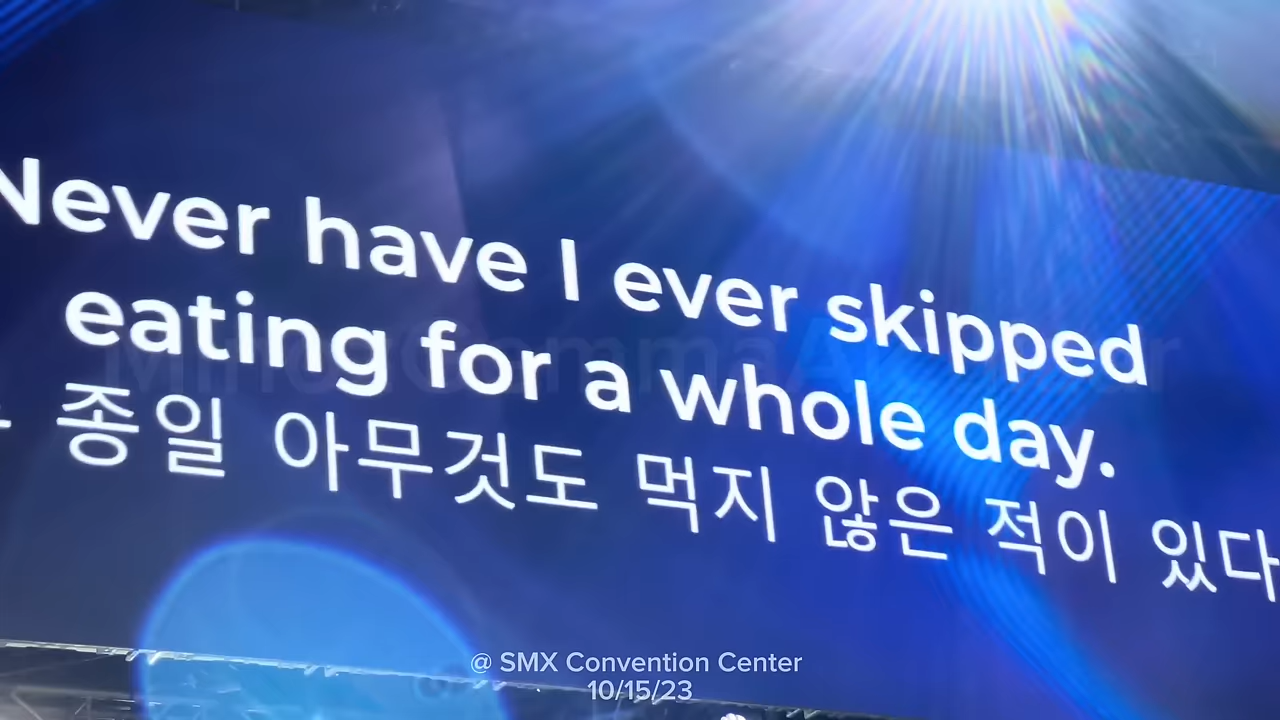 Never have I ever skipped
eating for a whole day.
종일 아무것도 먹지 않은 적이 있다
@ SMX Convention Center
10/15/23